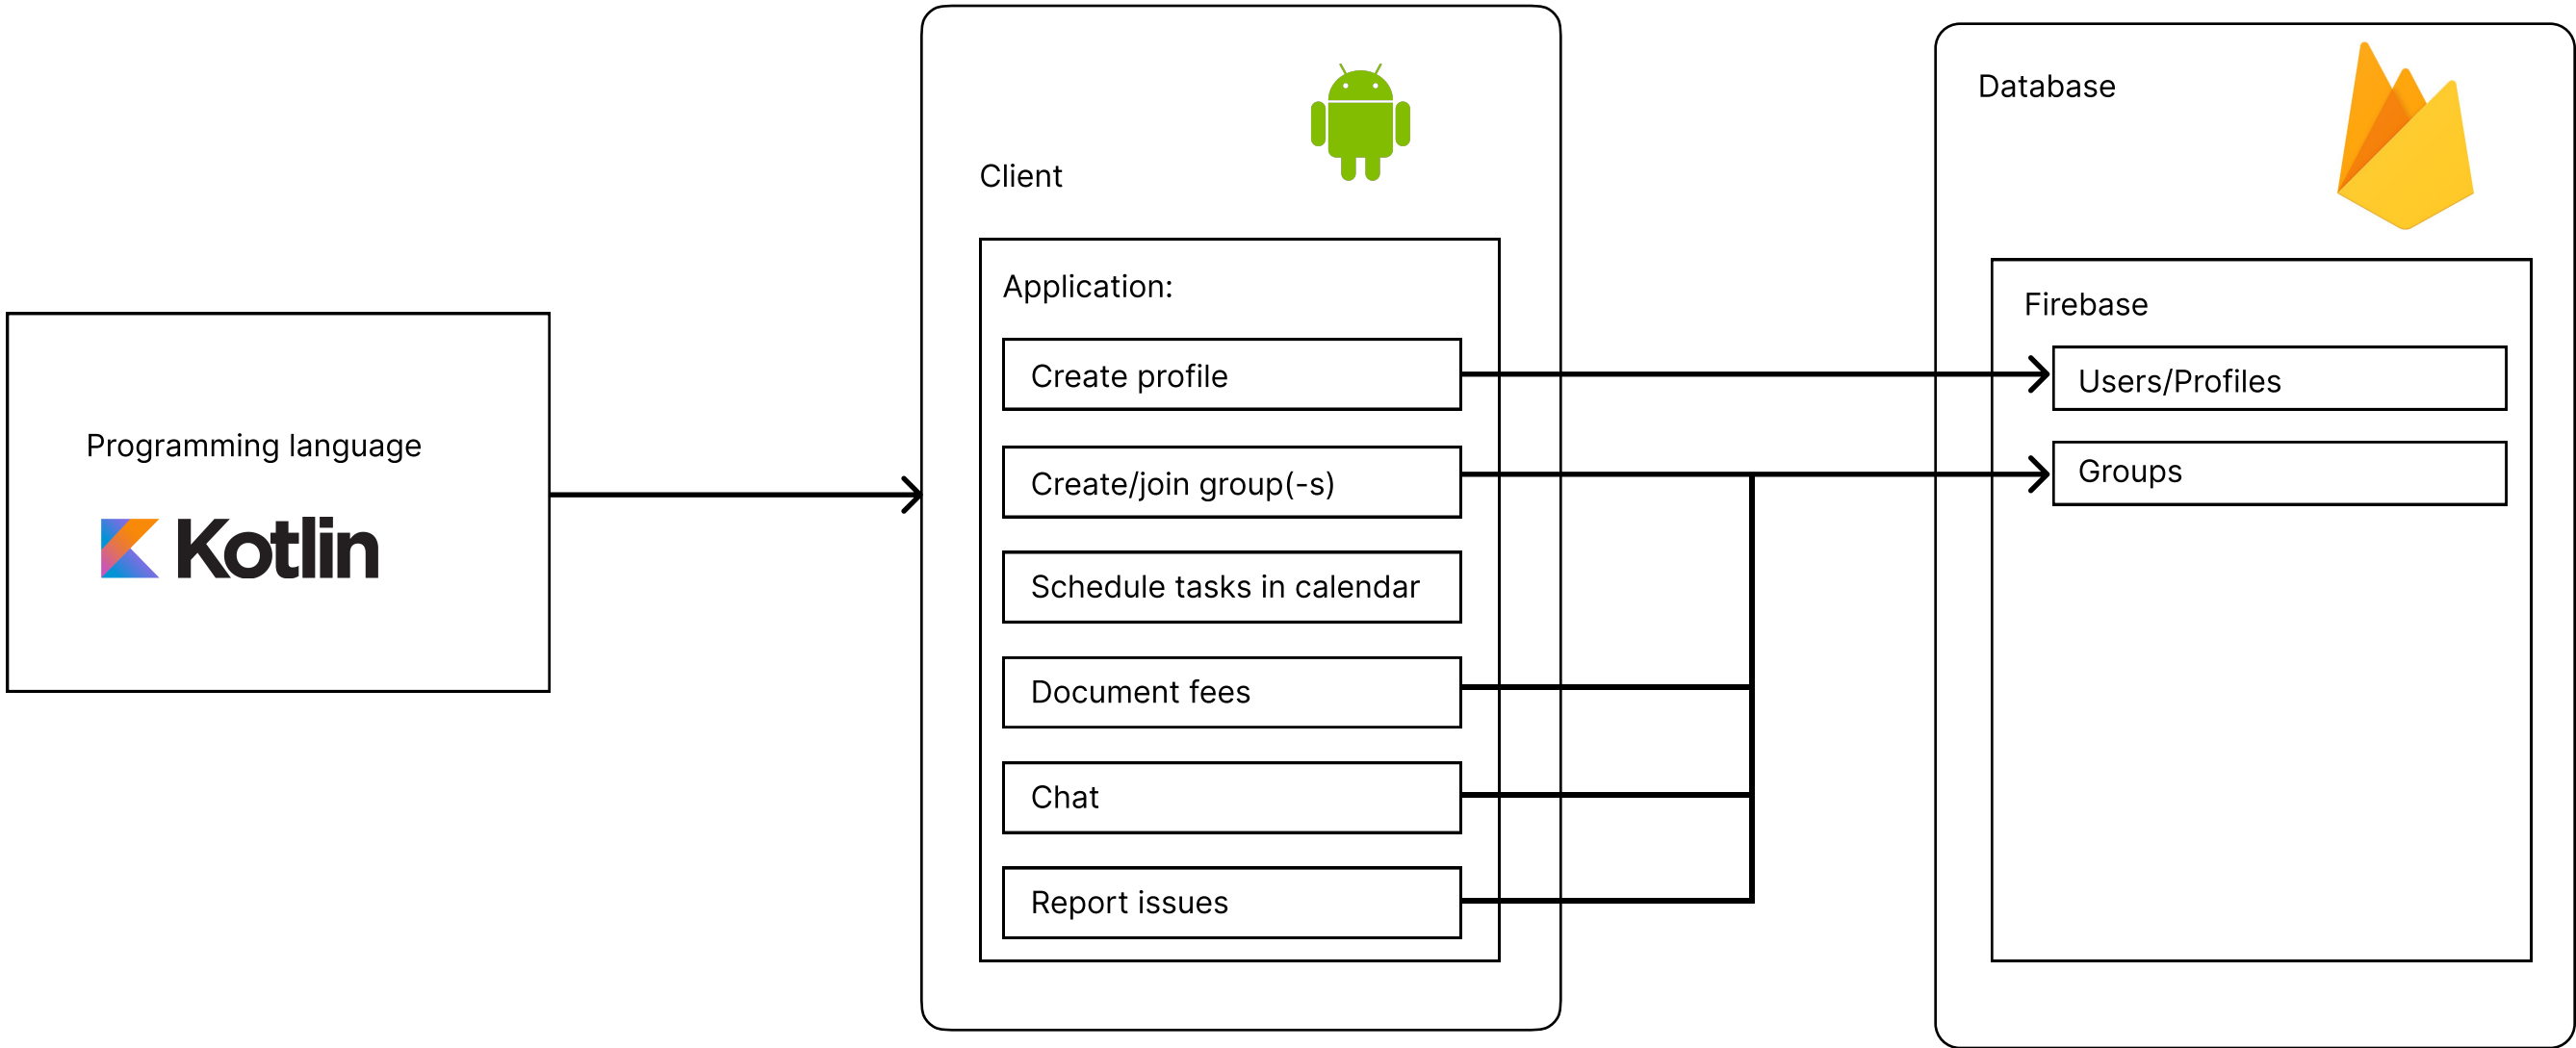 Programming language
Kotlin
Client
Application:
Create profile
Create/join group(-s)
Schedule tasks in calendar
Document fees
Chat
Report issues
Database
Firebase
Users/Profiles
Groups